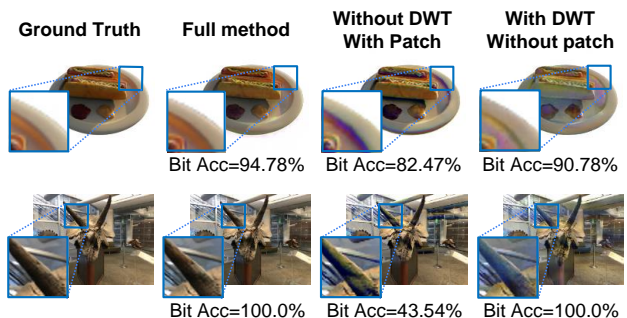 Ground Truth
Full method
Without DWT
With Patch
With DWT
Without patch
Bit Acc=94.78%
Bit Acc=82.47%
Bit Acc=90.78%
Bit Acc=100.0%
Bit Acc=43.54%
Bit Acc=100.0%